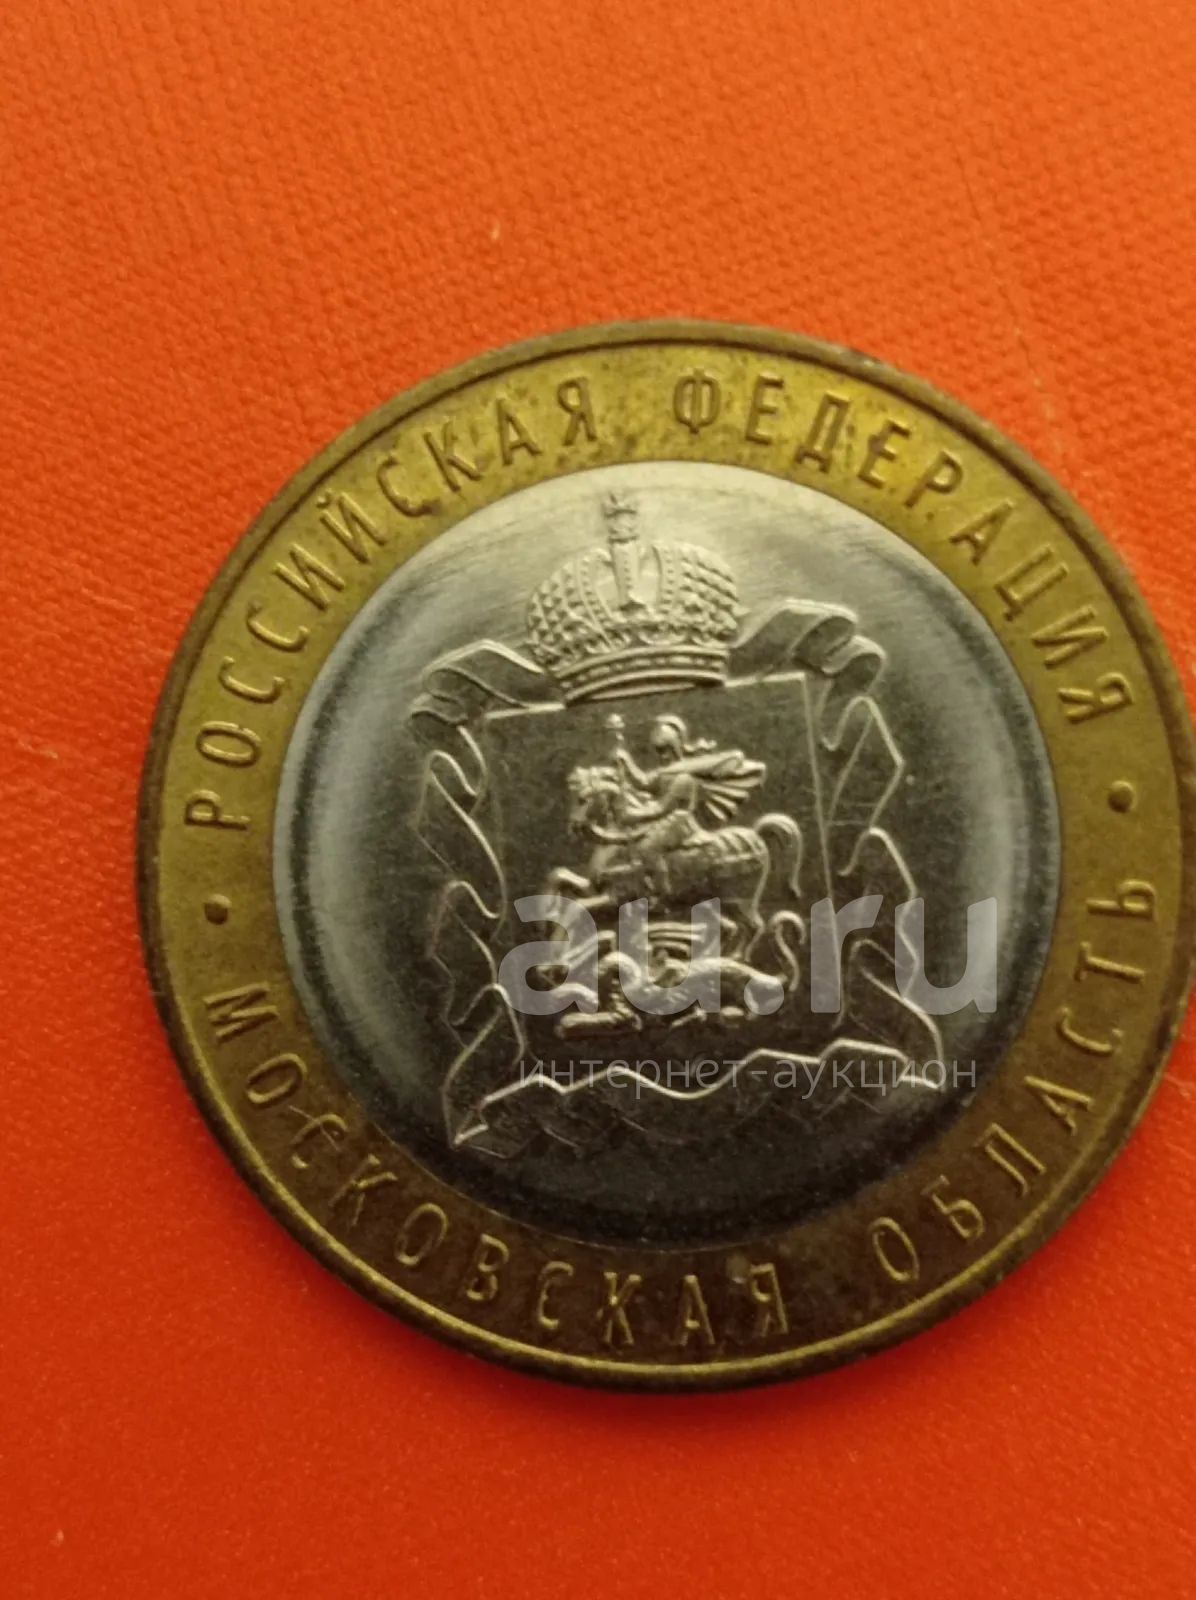 РОССИЙСКАЯ ФЕДЕРАЦИЯ
• МОСКОВСКАЯ ОБЛАСТЬ •
au.ru
интернет-аукцион